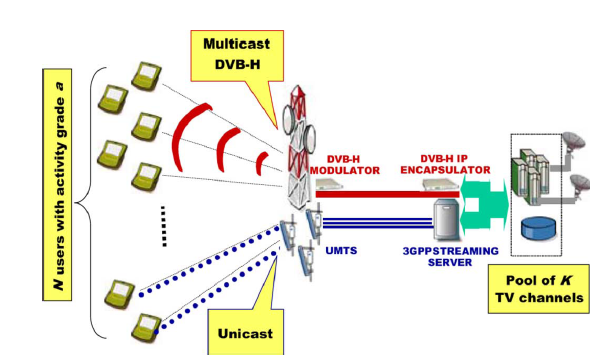 Multicast
DVB-H
N users with activity grade a
DVB-H
MODULATOR
DVB-H IP
ENCAPSULATOR
UMTS
3GPPSTREAMING
SERVER
Pool of K
TV channels
Unicast